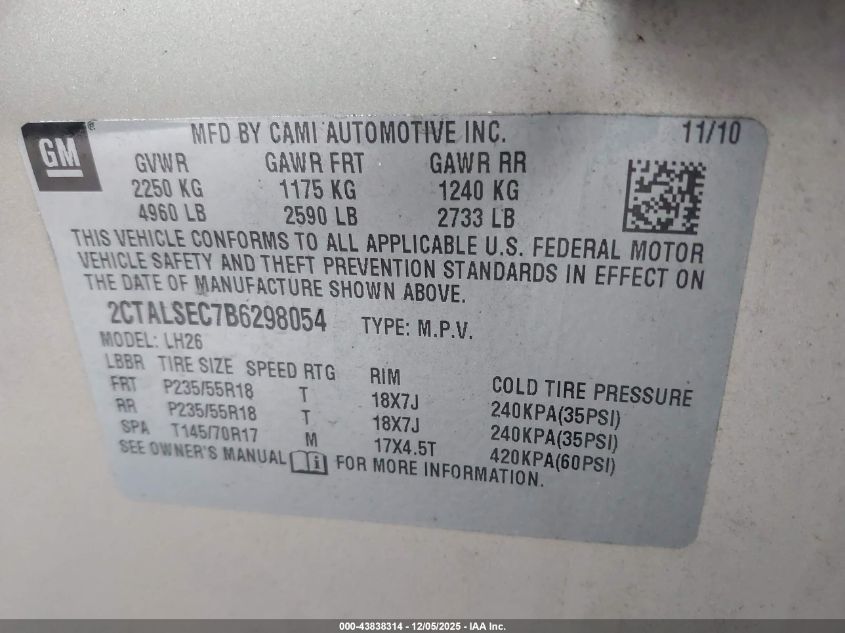 GM ®
MFD BY CAMI AUTOMOTIVE INC. 11/10
GVWR GAWR FRT GAWR RR
2250 KG 1175 KG 1240 KG
4960 LB 2590 LB 2733 LB
THIS VEHICLE CONFORMS TO ALL APPLICABLE U.S. FEDERAL MOTOR
VEHICLE SAFETY AND THEFT PREVENTION STANDARDS IN EFFECT ON
THE DATE OF MANUFACTURE SHOWN ABOVE.
2CTALSEC7B6298054 TYPE: M.P.V.
MODEL: LH26
LBBR TIRE SIZE SPEED RTG RIM COLD TIRE PRESSURE
FRT P235/55R18 T 18X7J 240KPA(35PSI)
RR P235/55R18 T 18X7J 240KPA(35PSI)
SPA T145/70R17 M 17X4.5T 420KPA(60PSI)
SEE OWNER'S MANUAL i FOR MORE INFORMATION.
000-43838314 - 12/05/2025 - IAA Inc.